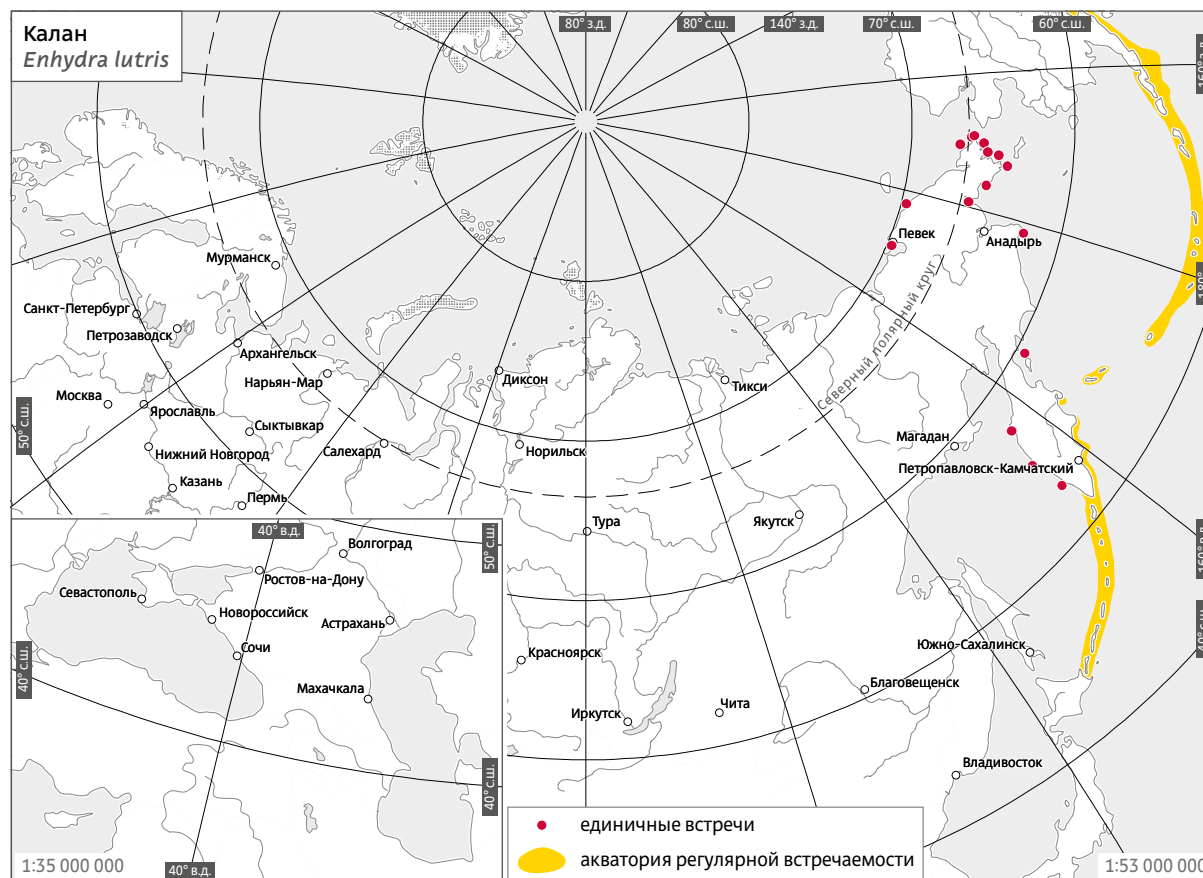 Калан
Enhydra lutris
80° з.д.
80° с.ш.
140° з.д.
70° с.ш.
60° с.ш.
160° з.д.
180°
Певек
Анадырь
Северный полярный круг
Мурманск
Санкт-Петербург
Петрозаводск
Архангельск
Нарьян-Мар
Диксон
Тикси
Москва
Ярославль
50° с.ш.
Сыктывкар
Нижний Новгород
Салехард
Норильск
Магадан
Петропавловск-Камчатский
Казань
Пермь
Тура
Якутск
160° в.д.
40° в.д.
50° с.ш.
Волгоград
Ростов-на-Дону
Севастополь
Новороссийск
Астрахань
Сочи
40° с.ш.
Махачкала
40° с.ш.
40° в.д.
1:35 000 000
40° с.ш.
Южно-Сахалинск
Красноярск
Благовещенск
Иркутск
Чита
Владивосток
единичные встречи
акватория регулярной встречаемости
1:53 000 000